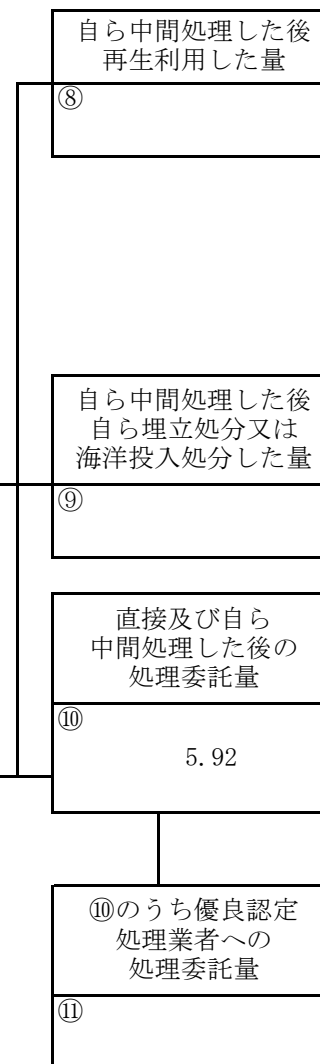 自ら中間処理した後
再生利用した量
⑧
自ら中間処理した後
自ら埋立処分又は
海洋投入処分した量
⑨
直接及び自ら
中間処理した後の
処理委託量
⑩
5.92
⑩のうち優良認定
処理業者への
処理委託量
⑪